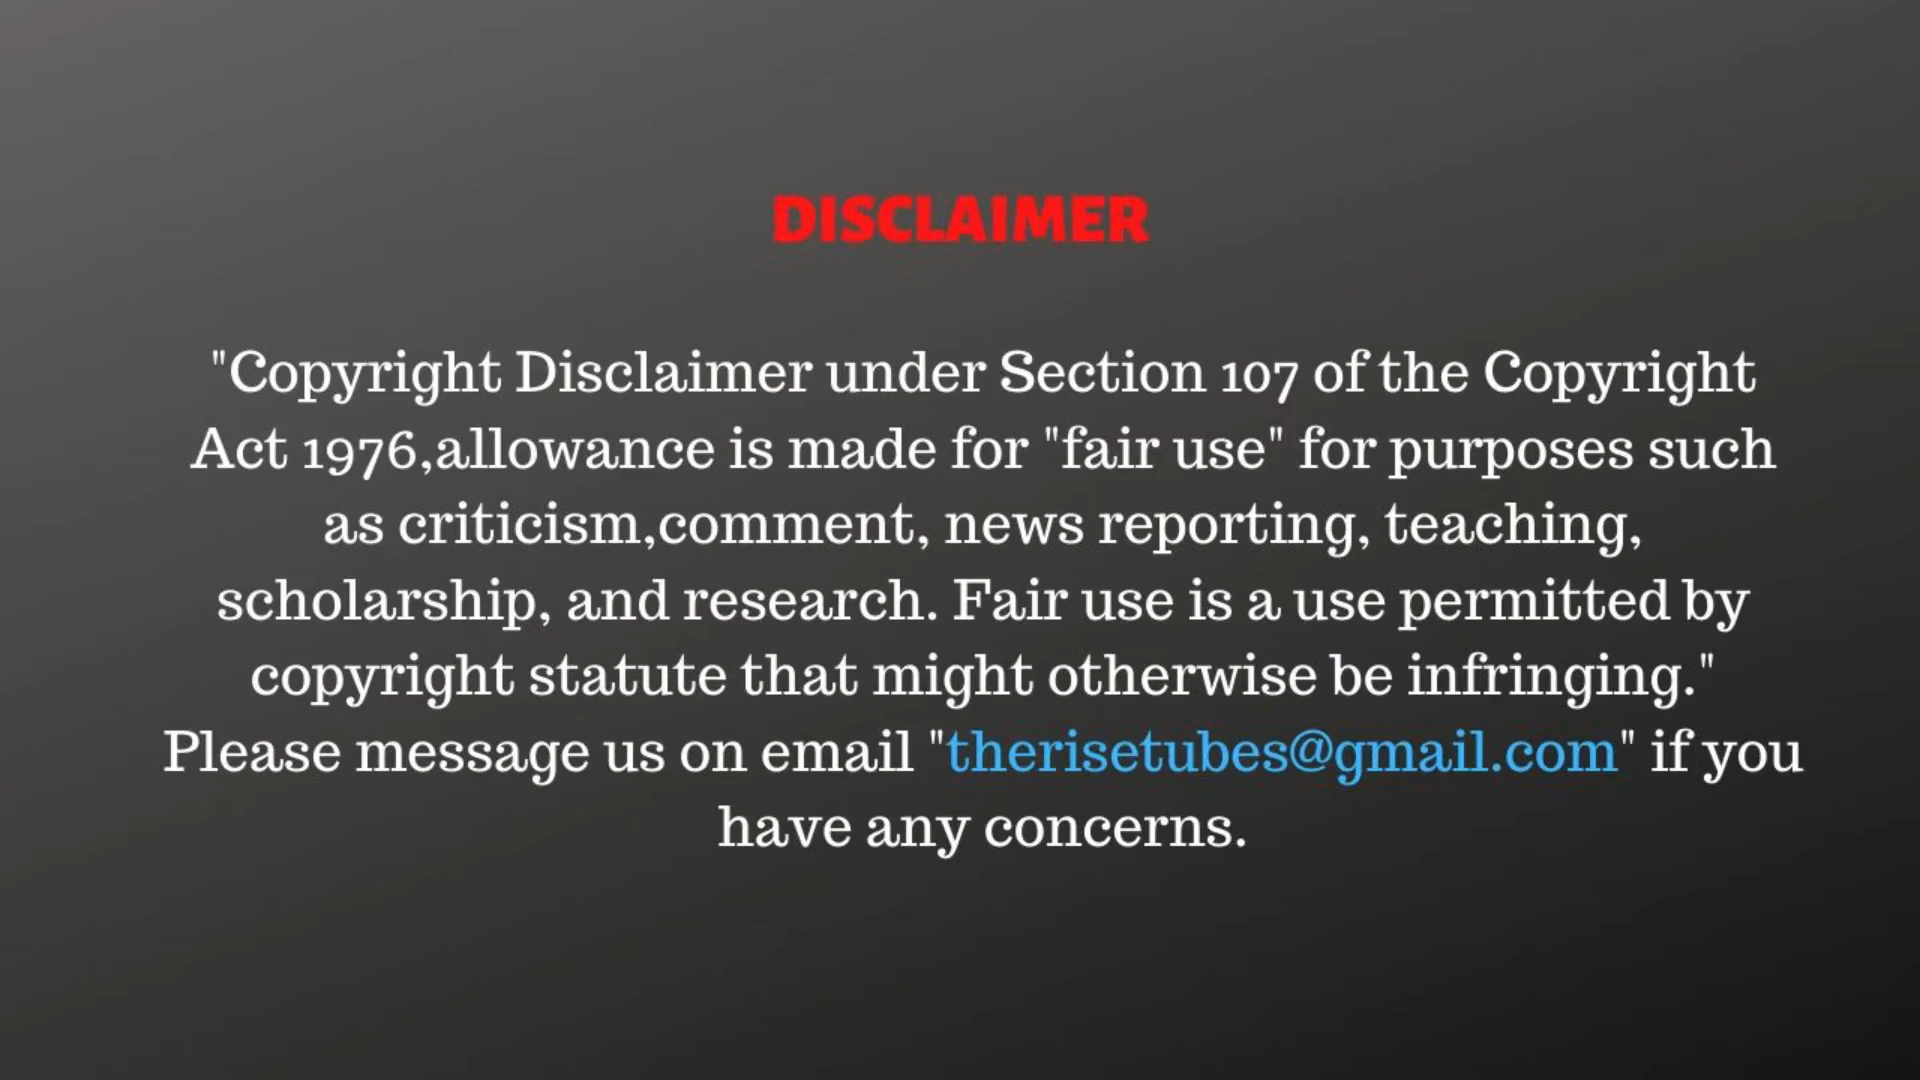 DISCLAIMER
"Copyright Disclaimer under Section 107 of the Copyright
Act 1976,allowance is made for "fair use" for purposes such
as criticism,comment, news reporting, teaching,
scholarship, and research. Fair use is a use permitted by
copyright statute that might otherwise be infringing."
Please message us on email "therisetubes@gmail.com" if you
have any concerns.